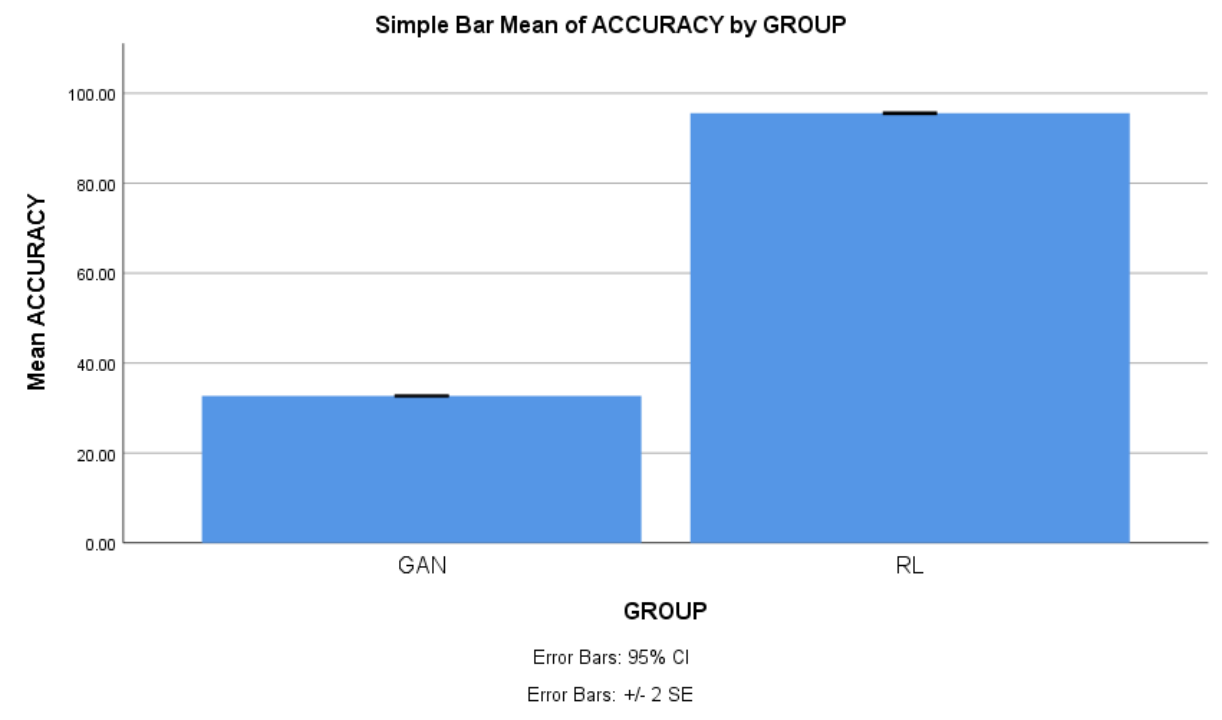 Simple Bar Mean of ACCURACY by GROUP
100.00
80.00
60.00
40.00
20.00
0.00
Mean ACCURACY
GAN RL
GROUP
Error Bars: 95% CI
Error Bars: +/- 2 SE